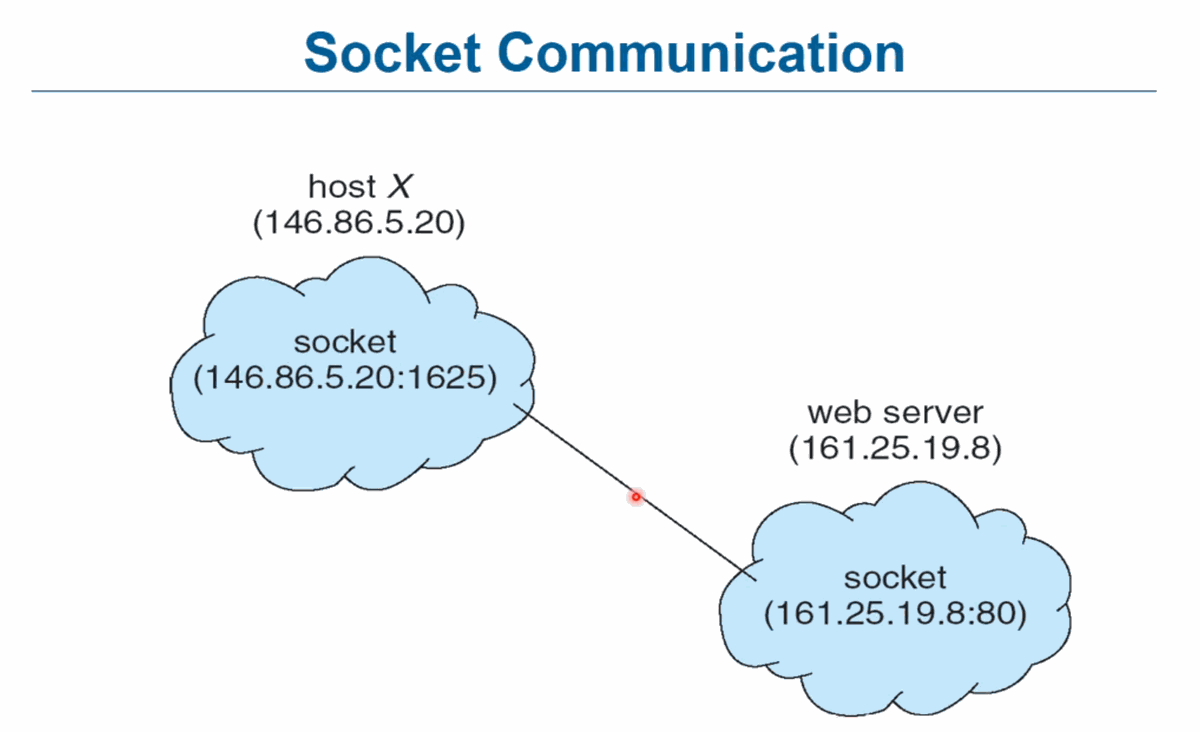 Socket Communication
host X
(146.86.5.20)
socket
(146.86.5.20:1625)
web server
(161.25.19.8)
socket
(161.25.19.8:80)